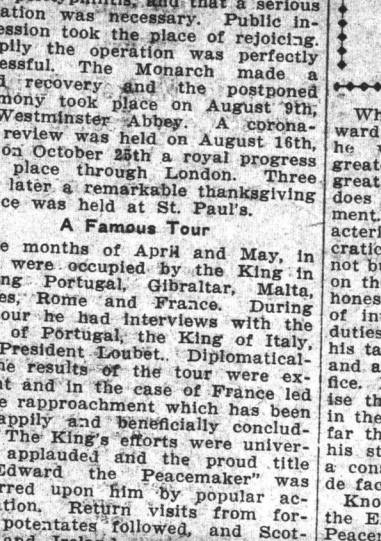 and that a serious
ation was necessary. Public in-
ession took the place of rejoicing.
pily the operation was perfectly
essful. The Monarch made a
d recovery and the postponed
mony took place on August 9th,
Westminster Abbey. A corona-
review was held on August 16th,
on October 25th a royal progress
place through London. Three
later a remarkable thanksgiving
ce was held at St. Paul's.
A Famous Tour
e months of April and May, in
were occupied by the King in
ng Portugal, Gibraltar, Malta,
es, Rome and France. During
our he had interviews with the
of Portugal, the King of Italy,
President Loubet.. Diplomatical-
he results of the tour were ex-
nt and in the case of France led
e rapproachment which has been
appily and beneficially conclud-
The King's efforts were univer-
applauded and the proud title
Edward the Peacemaker" was
rred upon him by popular ac-
ation. Return visits from for-
potentates followed, and Scot-
Wh
ward
he
great
great
does
ment.
acteri
cratic
not bu
on th
hones
of in
duties
his ta
and a
fice.
ise th
in the
far th
his st
a con
de fac
Kno
the E
Peacem